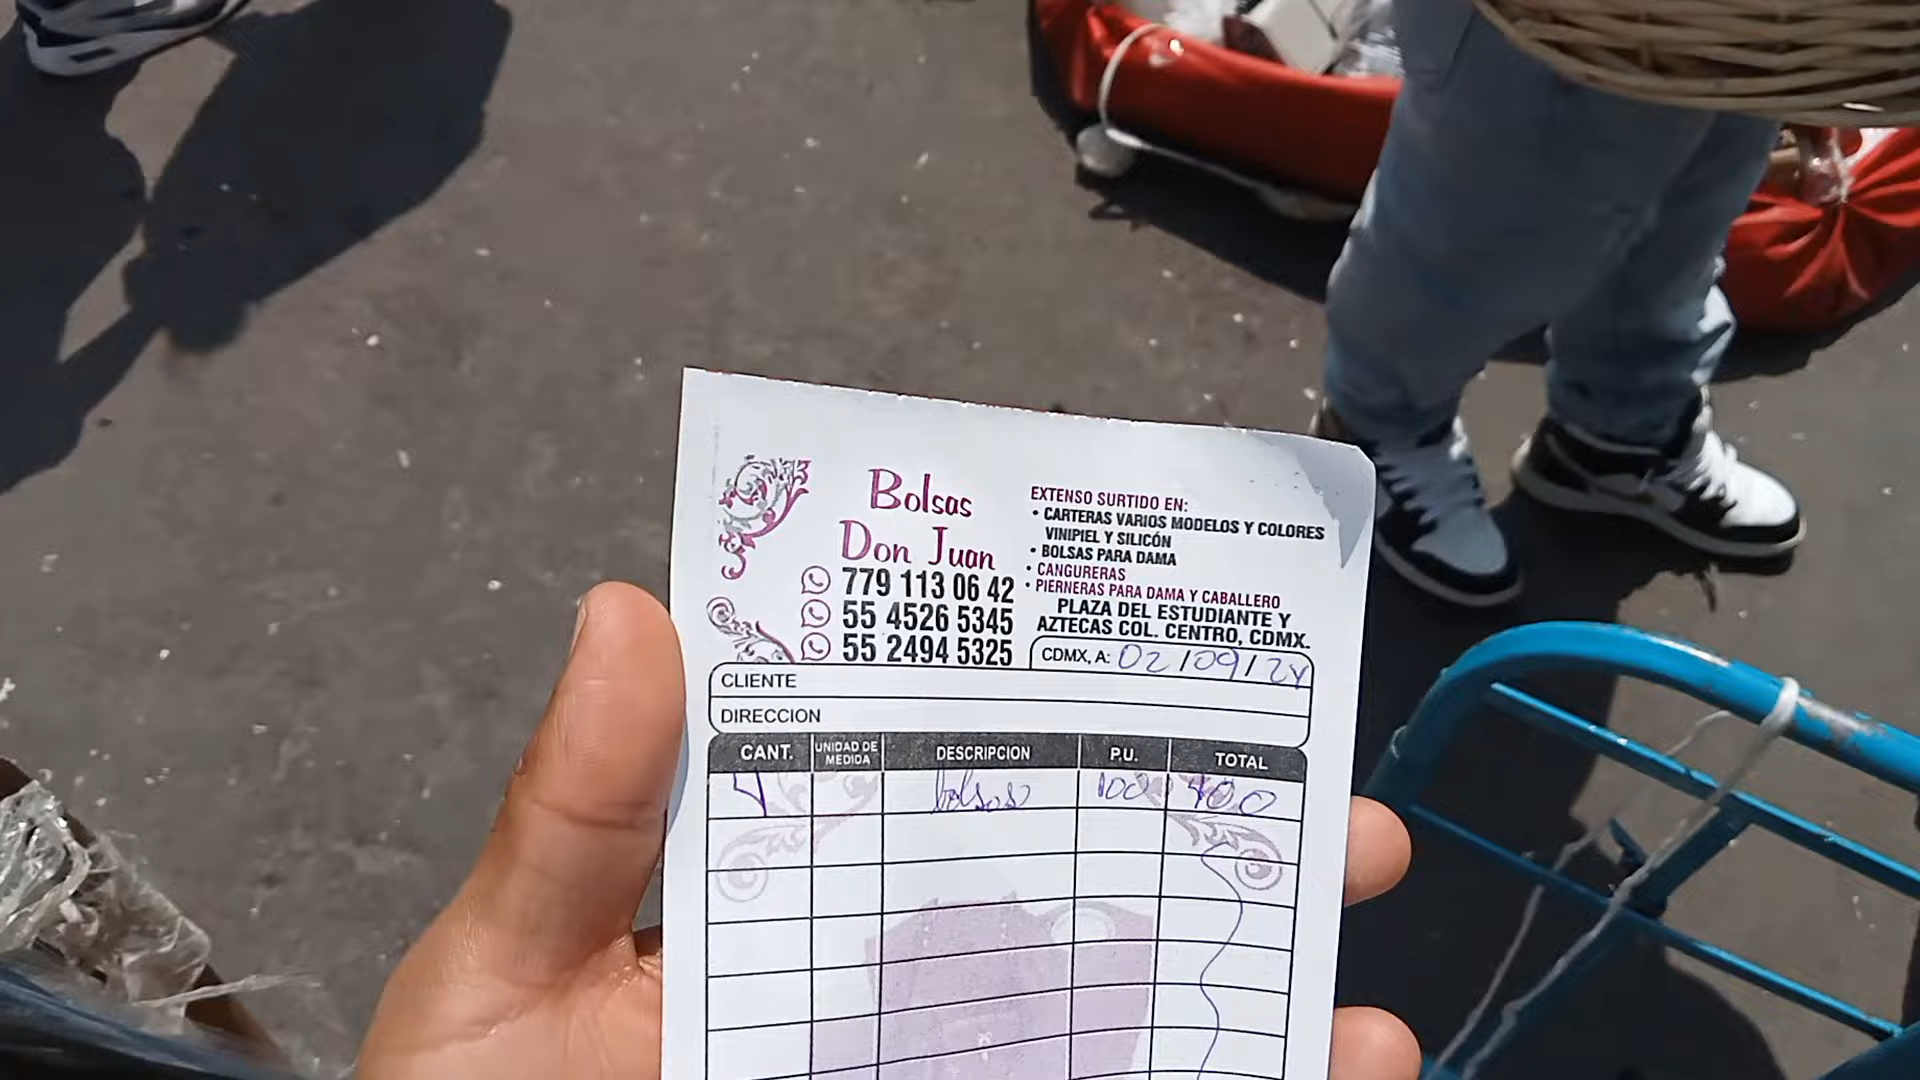 Bolsas
Don Juan
779 113 06 42
55 4526 5345
55 2494 5325
EXTENSO SURTIDO EN:
• CARTERAS VARIOS MODELOS Y COLORES
VINIPIEL Y SILICÓN
• BOLSAS PARA DAMA
• CANGURERAS
• PIERNERAS PARA DAMA Y CABALLERO
PLAZA DEL ESTUDIANTE Y
AZTECAS COL. CENTRO, CDMX.
CDMX, A: 02/09/24
CLIENTE
DIRECCION
CANT. UNIDAD DE MEDIDA DESCRIPCION P.U. TOTAL
4 bolsas 100 400